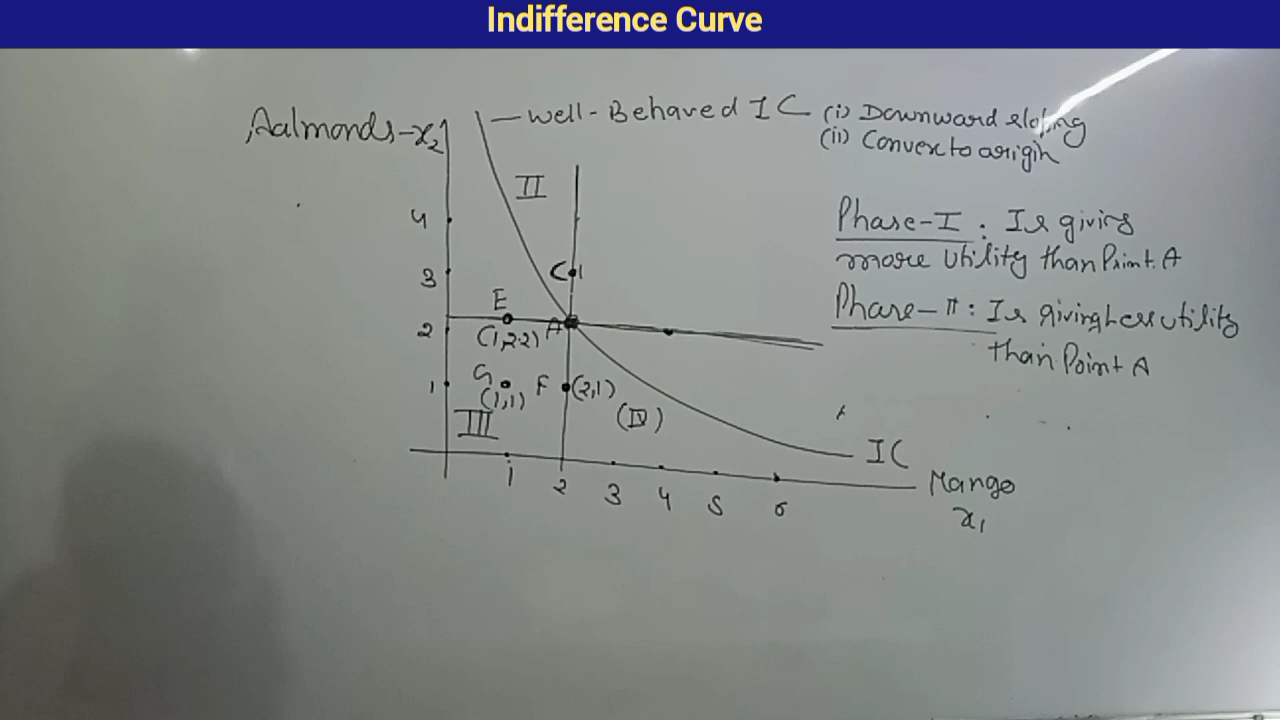 Indifference Curve
Aalmonds-x2
well-Behaved IC
(i) Downward sloping
(ii) Convex to origin
II
4
C
3
E
A
2
(1,2.2)
Phase-I : Is giving
more utility than Point A
Phase-II : Is giving Less utility
than Point A
G
F
(2,1)
1
(1,1)
(IV)
III
IC
1
2
3
4
5
6
Mango
x1